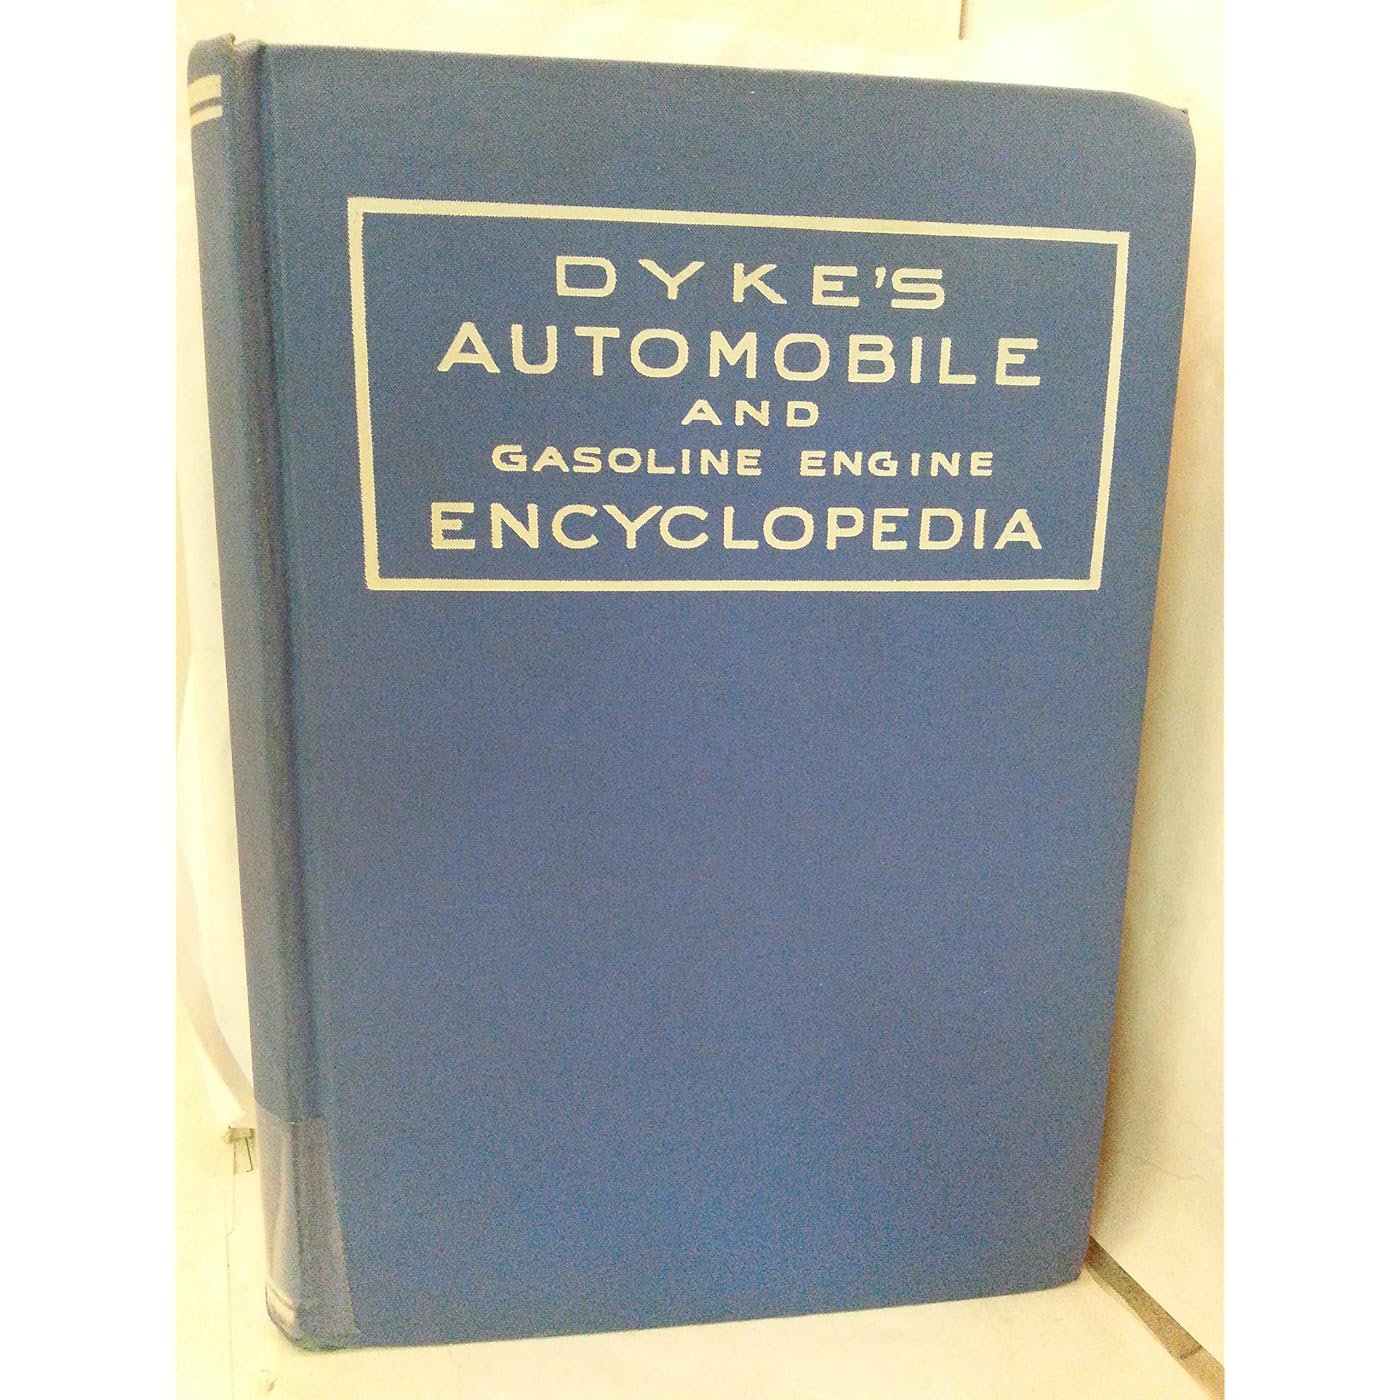 DYKE'S
AUTOMOBILE
AND
GASOLINE ENGINE
ENCYCLOPEDIA